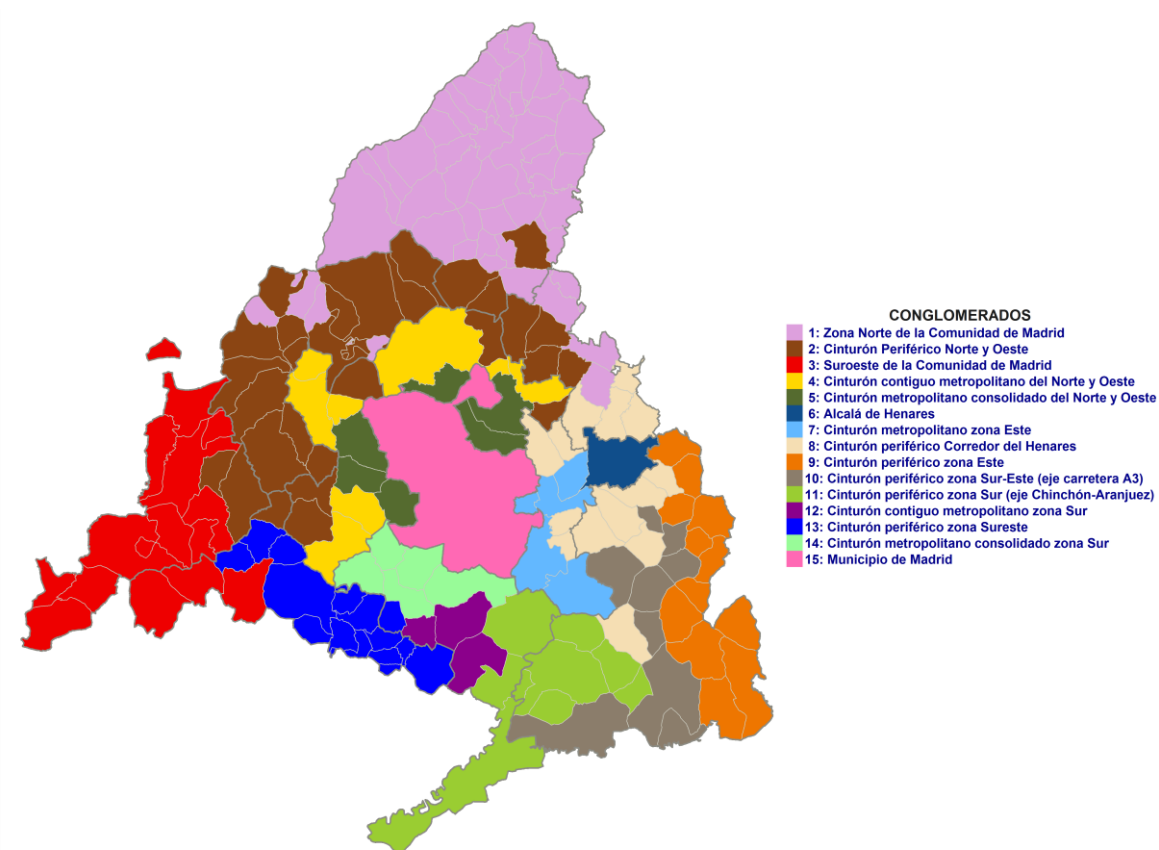 CONGLOMERADOS
1: Zona Norte de la Comunidad de Madrid
2: Cinturón Periférico Norte y Oeste
3: Suroeste de la Comunidad de Madrid
4: Cinturón contiguo metropolitano del Norte y Oeste
5: Cinturón metropolitano consolidado del Norte y Oeste
6: Alcalá de Henares
7: Cinturón metropolitano zona Este
8: Cinturón periférico Corredor del Henares
9: Cinturón periférico zona Este
10: Cinturón periférico zona Sur-Este (eje carretera A3)
11: Cinturón periférico zona Sur (eje Chinchón-Aranjuez)
12: Cinturón contiguo metropolitano zona Sur
13: Cinturón periférico zona Sureste
14: Cinturón metropolitano consolidado zona Sur
15: Municipio de Madrid